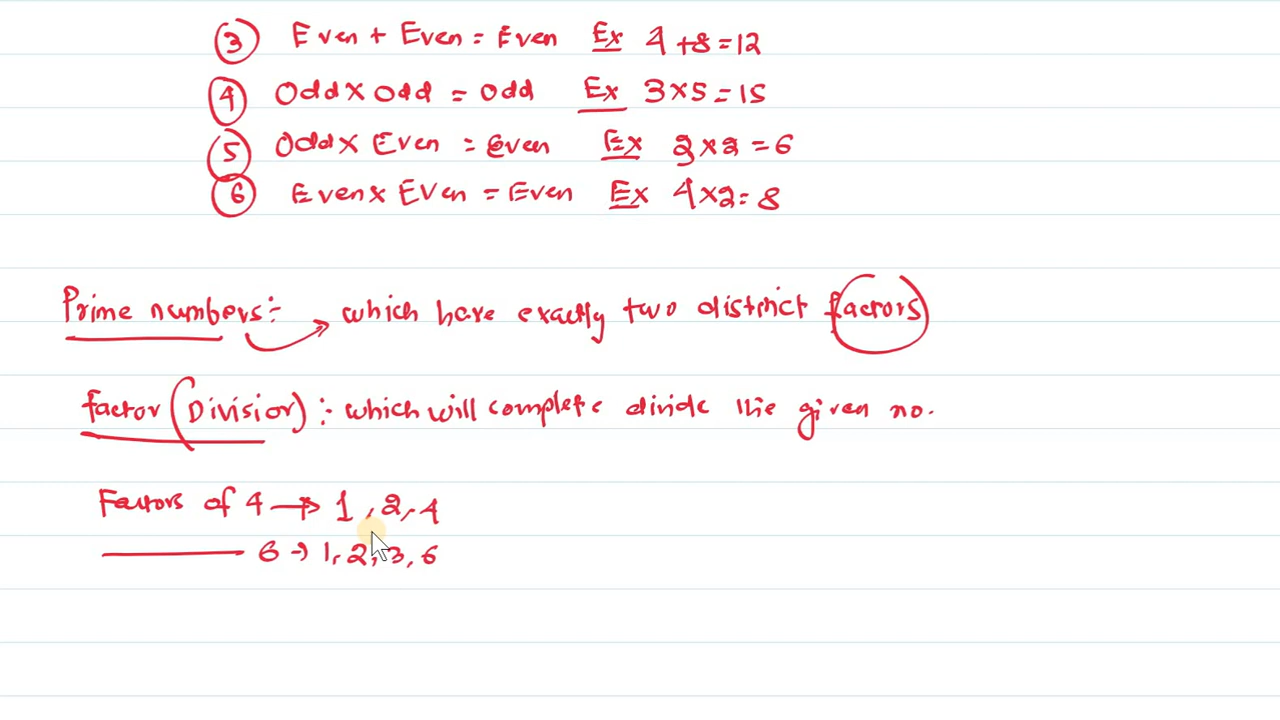 ③ Even + Even = Even Ex 4+8=12
④ Odd x Odd = Odd Ex 3x5=15
⑤ Odd x Even = Even Ex 3x2=6
⑥ Even x Even = Even Ex 4x2=8
Prime numbers:- which have exactly two district factors
factor (Division) :- which will complete divide the given no.
Factors of 4 → 1, 2, 4
6 → 1, 2, 3, 6